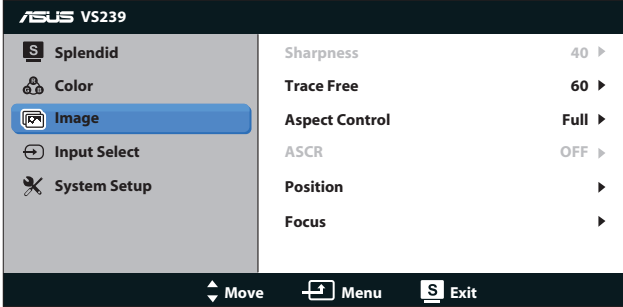 ASUS VS239
S Splendid
Color
Image
Input Select
System Setup
Sharpness 40
Trace Free 60
Aspect Control Full
ASCR OFF
Position
Focus
Move Menu S Exit